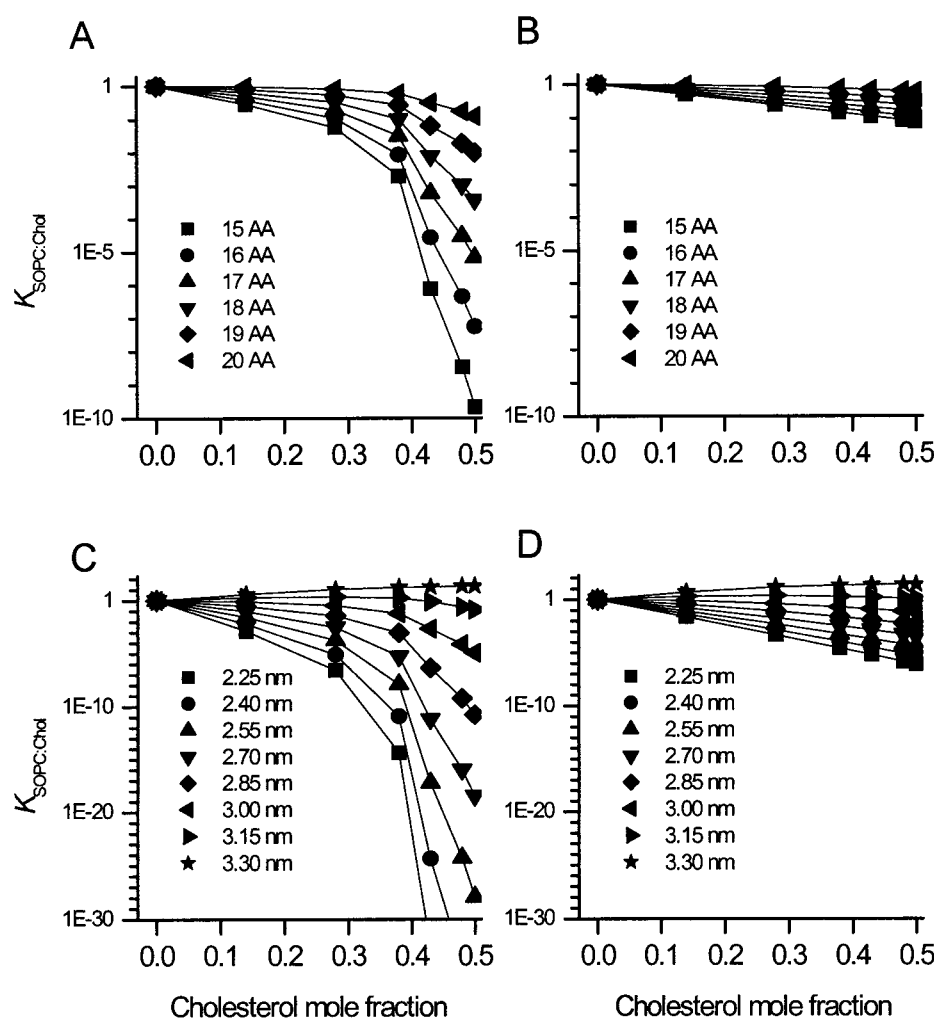 A
1
1E-5
1E-10
K SOPC:Chol
15 AA
16 AA
17 AA
18 AA
19 AA
20 AA
0.0 0.1 0.2 0.3 0.4 0.5
B
1
1E-5
1E-10
15 AA
16 AA
17 AA
18 AA
19 AA
20 AA
0.0 0.1 0.2 0.3 0.4 0.5
C
1
1E-10
1E-20
1E-30
K SOPC:Chol
2.25 nm
2.40 nm
2.55 nm
2.70 nm
2.85 nm
3.00 nm
3.15 nm
3.30 nm
0.0 0.1 0.2 0.3 0.4 0.5
Cholesterol mole fraction
D
1
1E-10
1E-20
1E-30
2.25 nm
2.40 nm
2.55 nm
2.70 nm
2.85 nm
3.00 nm
3.15 nm
3.30 nm
0.0 0.1 0.2 0.3 0.4 0.5
Cholesterol mole fraction